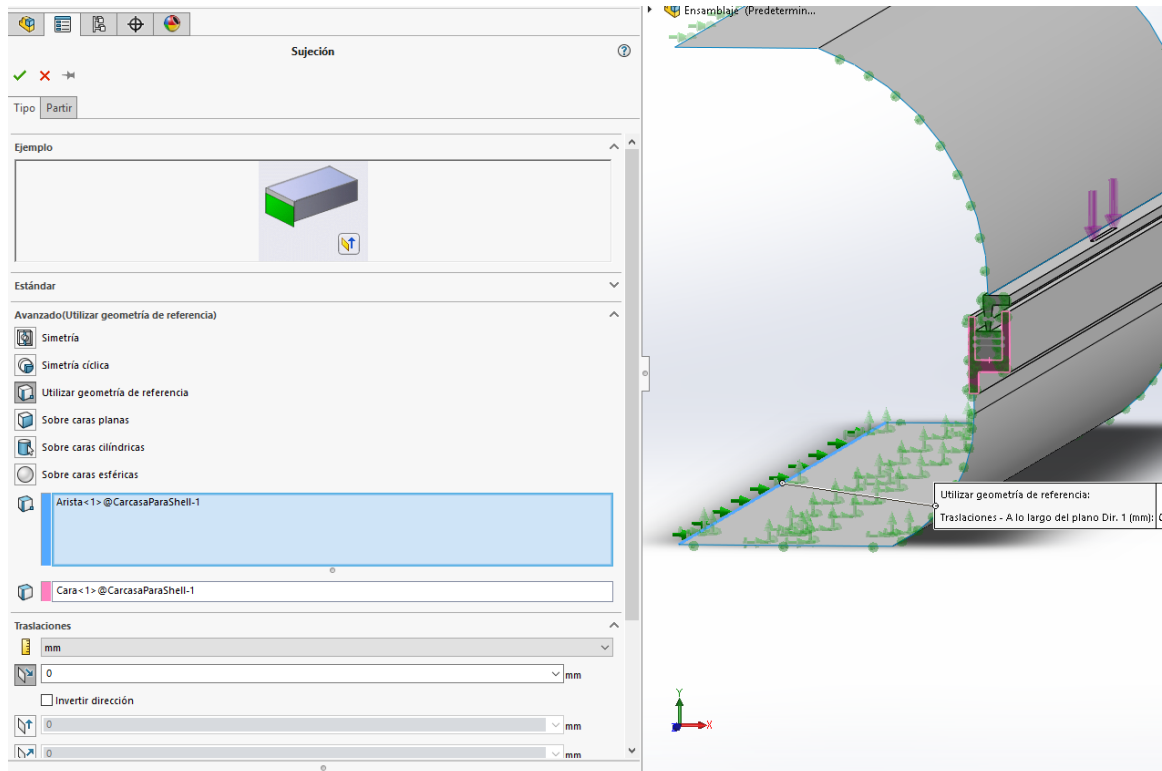 Ensamblaje (Predetermin...
Sujeción
Tipo
Partir
Ejemplo
Estándar
Avanzado(Utilizar geometría de referencia)
Simetría
Simetría cíclica
Utilizar geometría de referencia
Sobre caras planas
Sobre caras cilíndricas
Sobre caras esféricas
Arista<1>@CarcasaParaShell-1
Cara<1>@CarcasaParaShell-1
Traslaciones
mm
0 mm
Invertir dirección
0 mm
0 mm
Utilizar geometría de referencia:
Traslaciones - A lo largo del plano Dir. 1 (mm):
Y
X